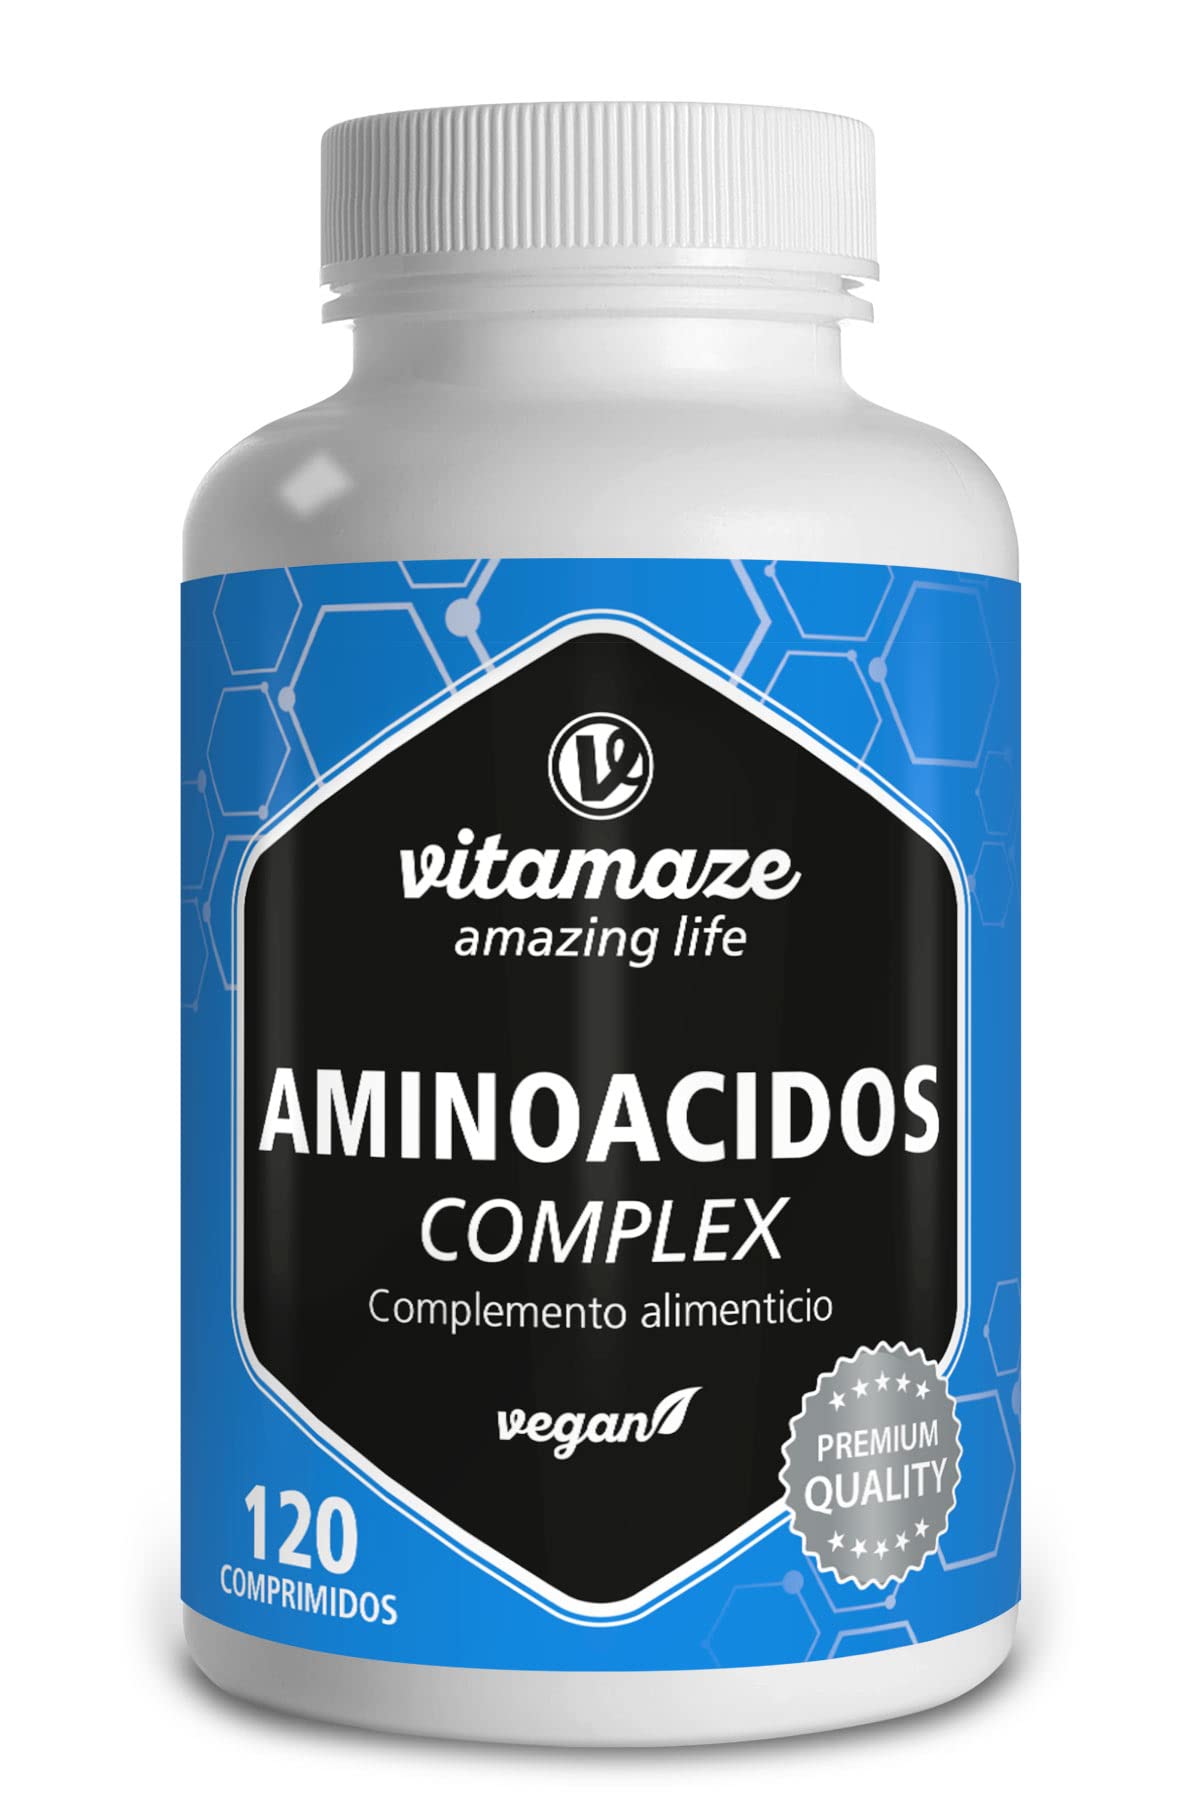 vitamaze
amazing life
AMINOACIDOS
COMPLEX
Complemento alimenticio
vegan
PREMIUM
QUALITY
120
COMPRIMIDOS